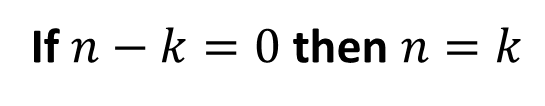 If n − k = 0 then n = k